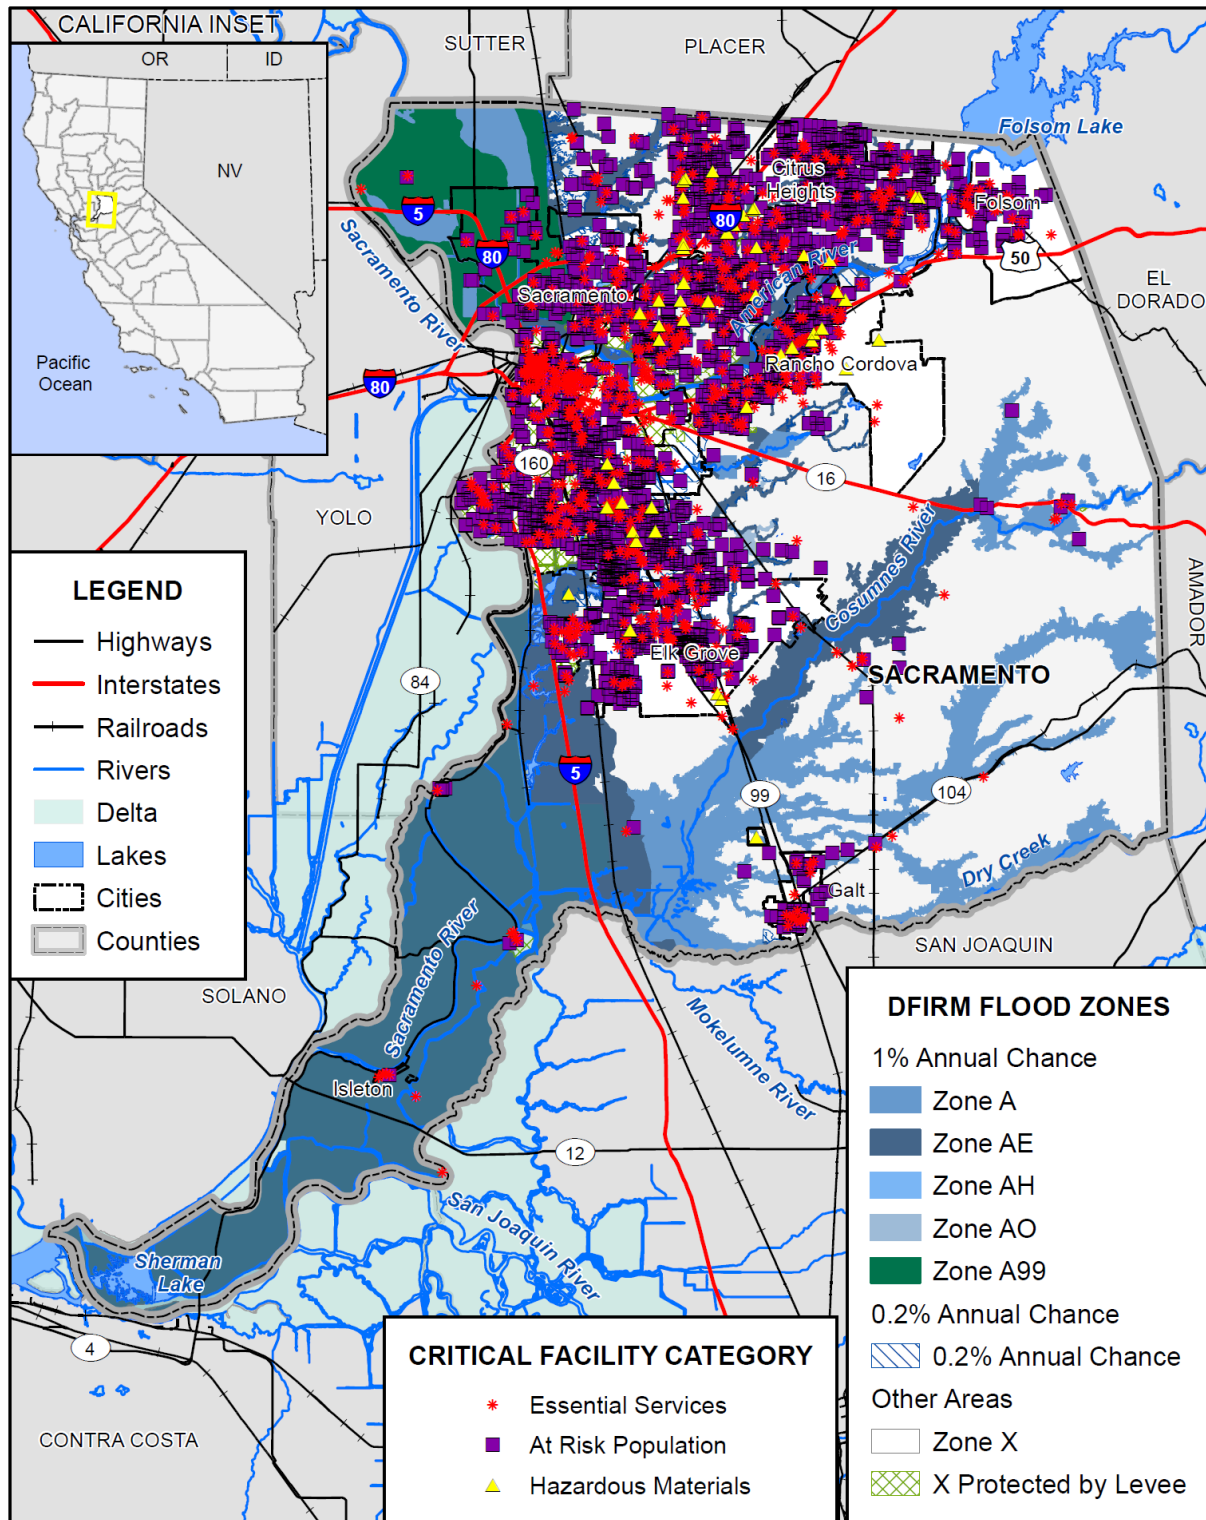 CALIFORNIA INSET
OR
ID
NV
Pacific
Ocean
SUTTER
PLACER
Folsom Lake
Citrus
Heights
Folsom
5
80
80
50
Sacramento River
Sacramento
American River
EL
DORADO
80
Rancho Cordova
160
16
YOLO
Cosumnes River
AMADOR
Elk Grove
SACRAMENTO
84
5
99
104
Dry Creek
Galt
SAN JOAQUIN
SOLANO
Sacramento River
Mokelumne River
Isleton
12
San Joaquin River
Sherman
Lake
4
CONTRA COSTA
LEGEND
Highways
Interstates
Railroads
Rivers
Delta
Lakes
Cities
Counties
CRITICAL FACILITY CATEGORY
Essential Services
At Risk Population
Hazardous Materials
DFIRM FLOOD ZONES
1% Annual Chance
Zone A
Zone AE
Zone AH
Zone AO
Zone A99
0.2% Annual Chance
0.2% Annual Chance
Other Areas
Zone X
X Protected by Levee